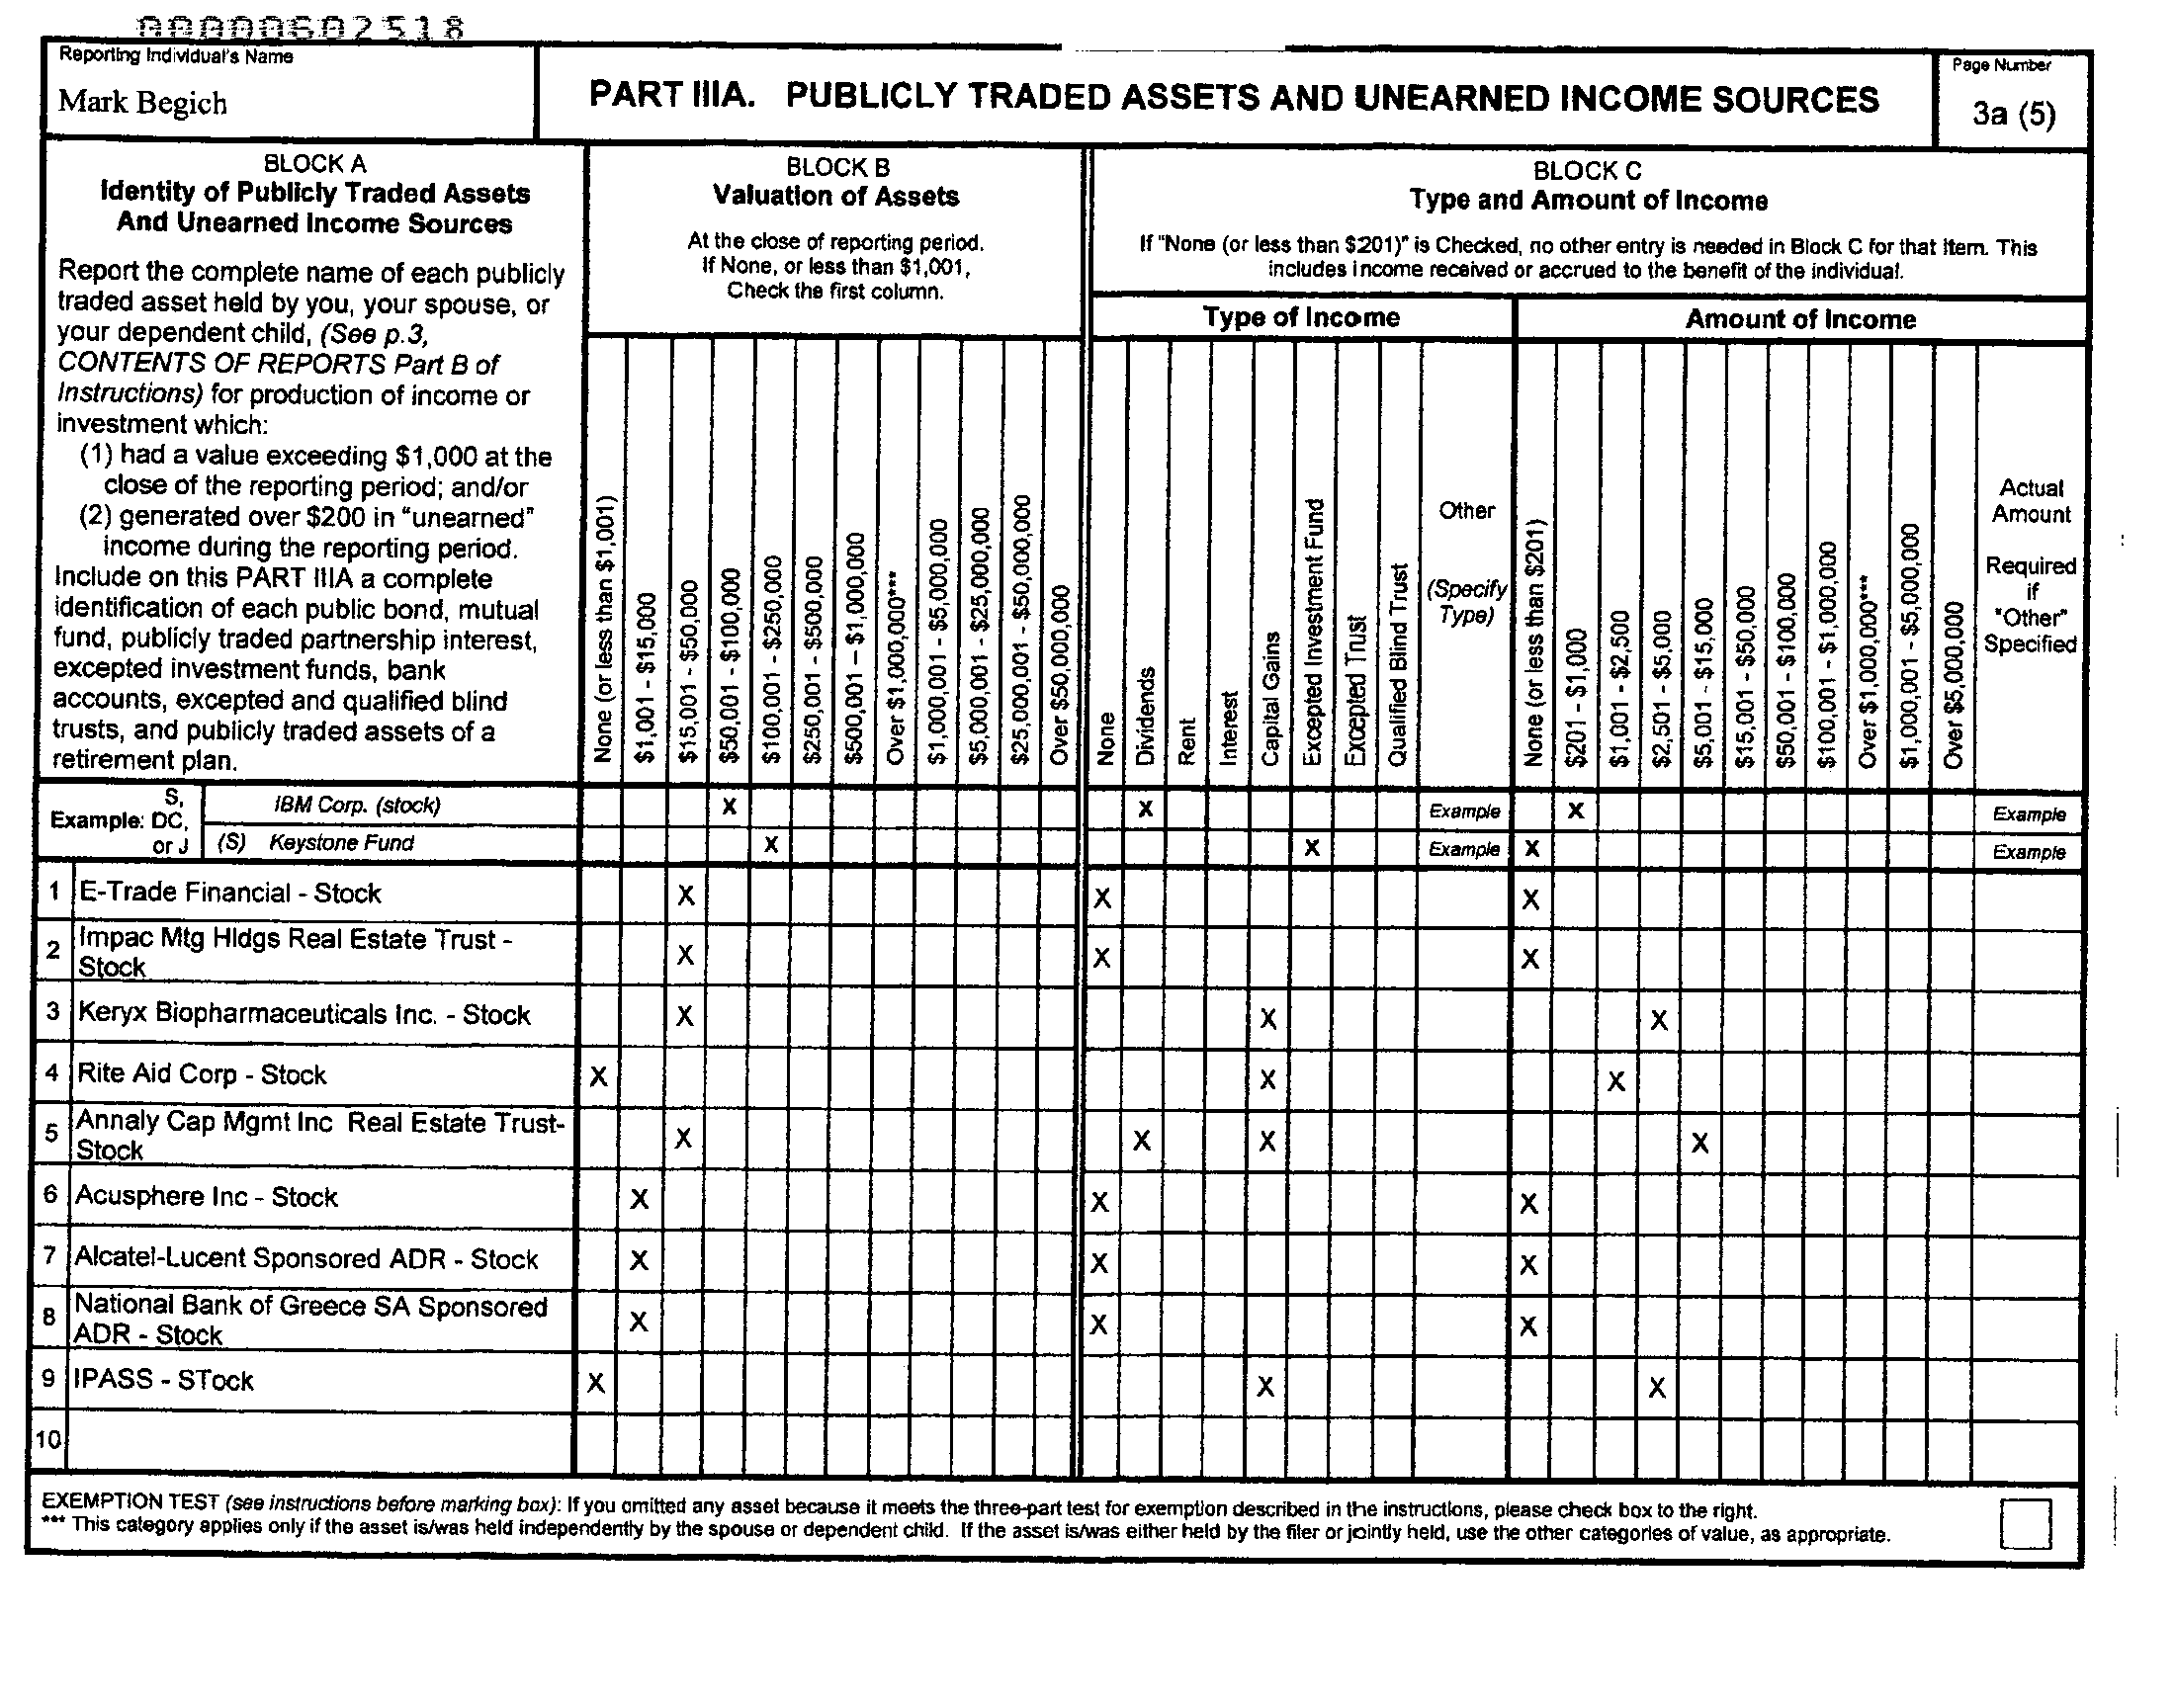 00000602518
Reporting Individual's Name
Mark Begich
PART IIIA. PUBLICLY TRADED ASSETS AND UNEARNED INCOME SOURCES
Page Number
3a (5)
BLOCK A
Identity of Publicly Traded Assets
And Unearned Income Sources
Report the complete name of each publicly
traded asset held by you, your spouse, or
your dependent child, (See p.3,
CONTENTS OF REPORTS Part B of
Instructions) for production of income or
investment which:
(1) had a value exceeding $1,000 at the
close of the reporting period; and/or
(2) generated over $200 in "unearned"
income during the reporting period.
Include on this PART IIIA a complete
identification of each public bond, mutual
fund, publicly traded partnership interest,
excepted investment funds, bank
accounts, excepted and qualified blind
trusts, and publicly traded assets of a
retirement plan.
BLOCK B
Valuation of Assets
At the close of reporting period.
If None, or less than $1,001,
Check the first column.
None (or less than $1,001)
$1,001 - $15,000
$15,001 - $50,000
$50,001 - $100,000
$100,001 - $250,000
$250,001 - $500,000
$500,001 – $1,000,000
Over $1,000,000***
$1,000,001 - $5,000,000
$5,000,001 - $25,000,000
$25,000,001 - $50,000,000
Over $50,000,000
BLOCK C
Type and Amount of Income
If "None (or less than $201)" is Checked, no other entry is needed in Block C for that Item. This
includes income received or accrued to the benefit of the individual.
Type of Income
None
Dividends
Rent
Interest
Capital Gains
Excepted Investment Fund
Excepted Trust
Qualified Blind Trust
Other
(Specify
Type)
Amount of Income
None (or less than $201)
$201 - $1,000
$1,001 - $2,500
$2,501 - $5,000
$5,001 - $15,000
$15,001 - $50,000
$50,001 - $100,000
$100,001 - $1,000,000
Over $1,000,000***
$1,000,001 - $5,000,000
Over $5,000,000
Actual
Amount
Required
if
"Other"
Specified
Example: S,
DC,
or J
IBM Corp. (stock) X X Example X Example
(S) Keystone Fund X X Example X Example
1 E-Trade Financial - Stock X X X
2 Impac Mtg Hldgs Real Estate Trust -
Stock X X X
3 Keryx Biopharmaceuticals Inc. - Stock X X X
4 Rite Aid Corp - Stock X X X
5 Annaly Cap Mgmt Inc Real Estate Trust-
Stock X X X X
6 Acusphere Inc - Stock X X X
7 Alcatel-Lucent Sponsored ADR - Stock X X X
8 National Bank of Greece SA Sponsored
ADR - Stock X X X
9 IPASS - STock X X X
10
EXEMPTION TEST (see instructions before marking box): If you omitted any asset because it meets the three-part test for exemption described in the instructions, please check box to the right.
*** This category applies only if the asset is/was held independently by the spouse or dependent child. If the asset is/was either held by the filer or jointly held, use the other categories of value, as appropriate.